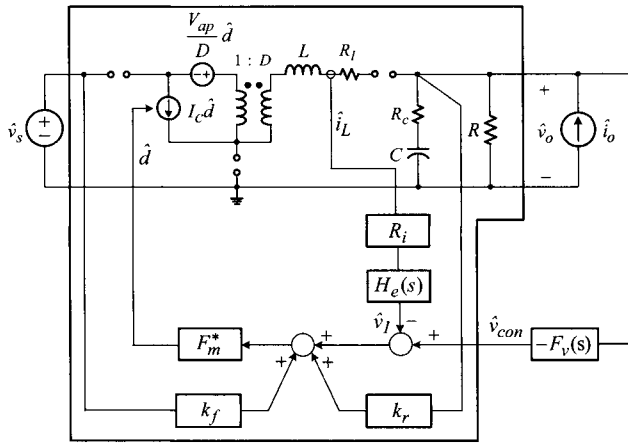 V_ap/D d̂
1 : D
L
R_l
− +
+
I_C d̂
R_c
+
v̂_s
+
−
d̂
î_L
C
R
v̂_o
î_o
−
R_i
H_e(s)
v̂_I −
v̂_con
F_m^*
+
+
−F_v(s)
+
+
k_f
k_r